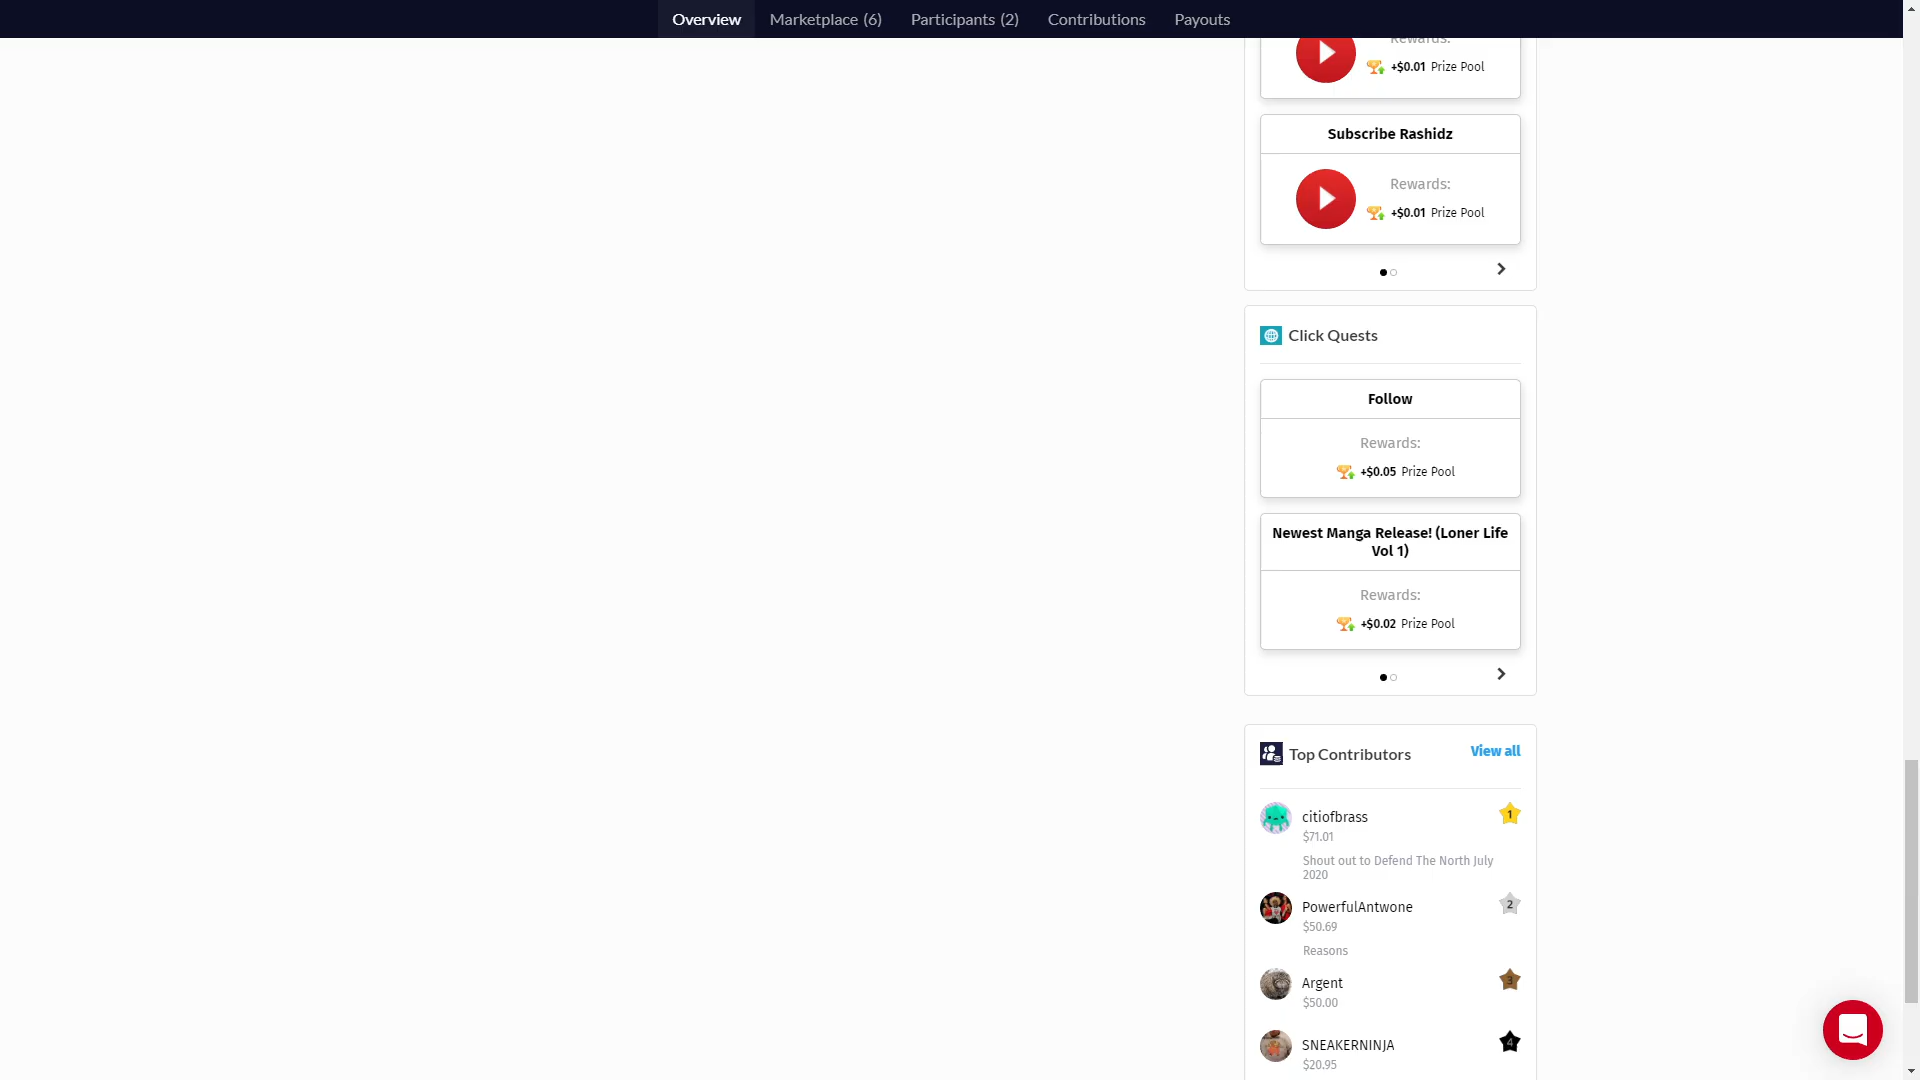 Overview
Marketplace (6)
Participants (2)
Contributions
Payouts
Rewards:
+$0.01 Prize Pool
Subscribe Rashidz
Rewards:
+$0.01 Prize Pool
Click Quests
Follow
Rewards:
+$0.05 Prize Pool
Newest Manga Release! (Loner Life
Vol 1)
Rewards:
+$0.02 Prize Pool
Top Contributors
View all
citiofbrass
1
$71.01
Shout out to Defend The North July
2020
PowerfulAntwone
2
$50.69
Reasons
Argent
3
$50.00
SNEAKERNINJA
4
$20.95